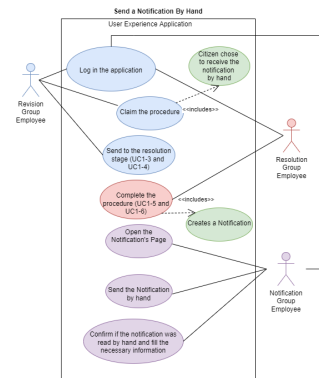 Send a Notification By Hand
User Experience Application
Citizen chose
to receive the
notification
by hand
Log in the application
Revision
Group
Employee
Claim the procedure
<<includes>>
Send to the resolution
stage (UC1-3 and
UC1-4)
Resolution
Group
Employee
Complete the
procedure (UC1-5 and
UC1-6)
<<includes>>
Creates a Notification
Open the
Notification's Page
Send the Notification
by hand
Notification
Group
Employee
Confirm if the notification was
read by hand and fill the
necessary information